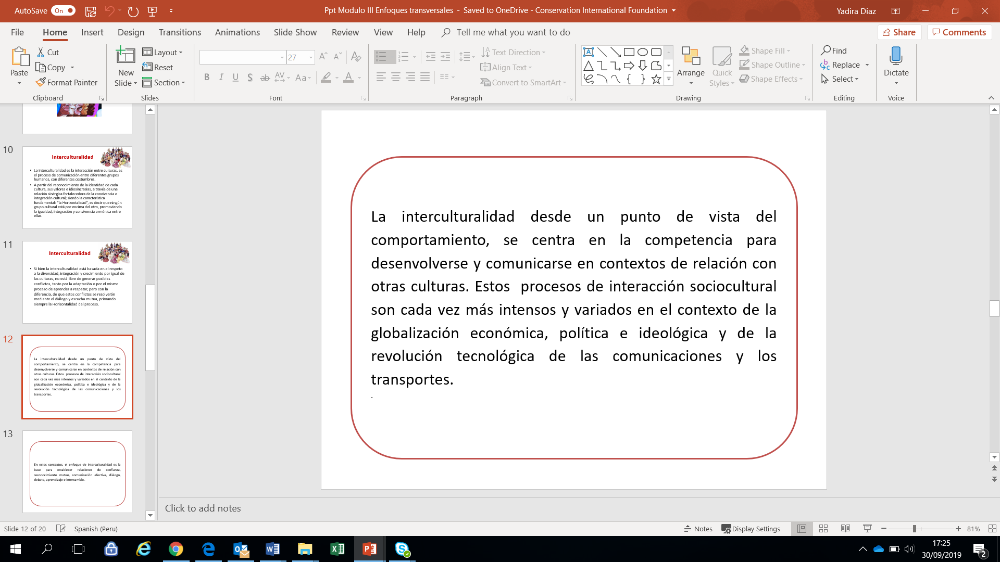 AutoSave On
Ppt Modulo III Enfoques transversales - Saved to OneDrive - Conservation International Foundation
Yadira Diaz
File Home Insert Design Transitions Animations Slide Show Review View Help Tell me what you want to do
Share Comments
Paste
Cut
Copy
Format Painter
Clipboard
New Slide
Layout
Reset
Section
Slides
27
B I U S ab AV Aa A
Font
Text Direction
Align Text
Convert to SmartArt
Paragraph
Arrange
Quick Styles
Shape Fill
Shape Outline
Shape Effects
Drawing
Find
Replace
Select
Editing
Dictate
Voice
10
Interculturalidad
• La Interculturalidad es la interacción entre culturas, es
el proceso de comunicación entre diferentes grupos
humanos, con diferentes costumbres.
• A partir del reconocimiento de la identidad de cada
cultura, sus valores e idiosincrasias, a través de una
relación sinérgica fortalecedora de la convivencia e
integración cultural; siendo la característica
fundamental: "la Horizontalidad", es decir que ningún
grupo cultural está por encima del otro, promoviendo
la igualdad, integración y convivencia armónica entre
ellas.
11
Interculturalidad
• Si bien la interculturalidad está basada en el respeto
a la diversidad, integración y crecimiento por igual de
las culturas, no está libre de generar posibles
conflictos, tanto por la adaptación o por el mismo
proceso de aprender a respetar, pero con la
diferencia, de que estos conflictos se resolverán
mediante el diálogo y escucha mutua, primando
siempre la Horizontalidad del proceso.
12
La interculturalidad desde un punto de vista del
comportamiento, se centra en la competencia para
desenvolverse y comunicarse en contextos de relación con
otras culturas. Estos procesos de interacción sociocultural
son cada vez más intensos y variados en el contexto de la
globalización económica, política e ideológica y de la
revolución tecnológica de las comunicaciones y los
transportes.
13
En estos contextos, el enfoque de interculturalidad es la
base para establecer relaciones de confianza,
reconocimiento mutuo, comunicación efectiva, diálogo,
debate, aprendizaje e intercambio.
La interculturalidad desde un punto de vista del
comportamiento, se centra en la competencia para
desenvolverse y comunicarse en contextos de relación con
otras culturas. Estos  procesos de interacción sociocultural
son cada vez más intensos y variados en el contexto de la
globalización económica, política e ideológica y de la
revolución tecnológica de las comunicaciones y los
transportes.
.
Click to add notes
Slide 12 of 20 Spanish (Peru) Notes Display Settings 81%
17:25
30/09/2019
2